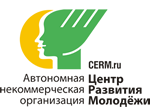 CERM.ru
Автономная Центр
некоммерческая Развития
организация Молодёжи